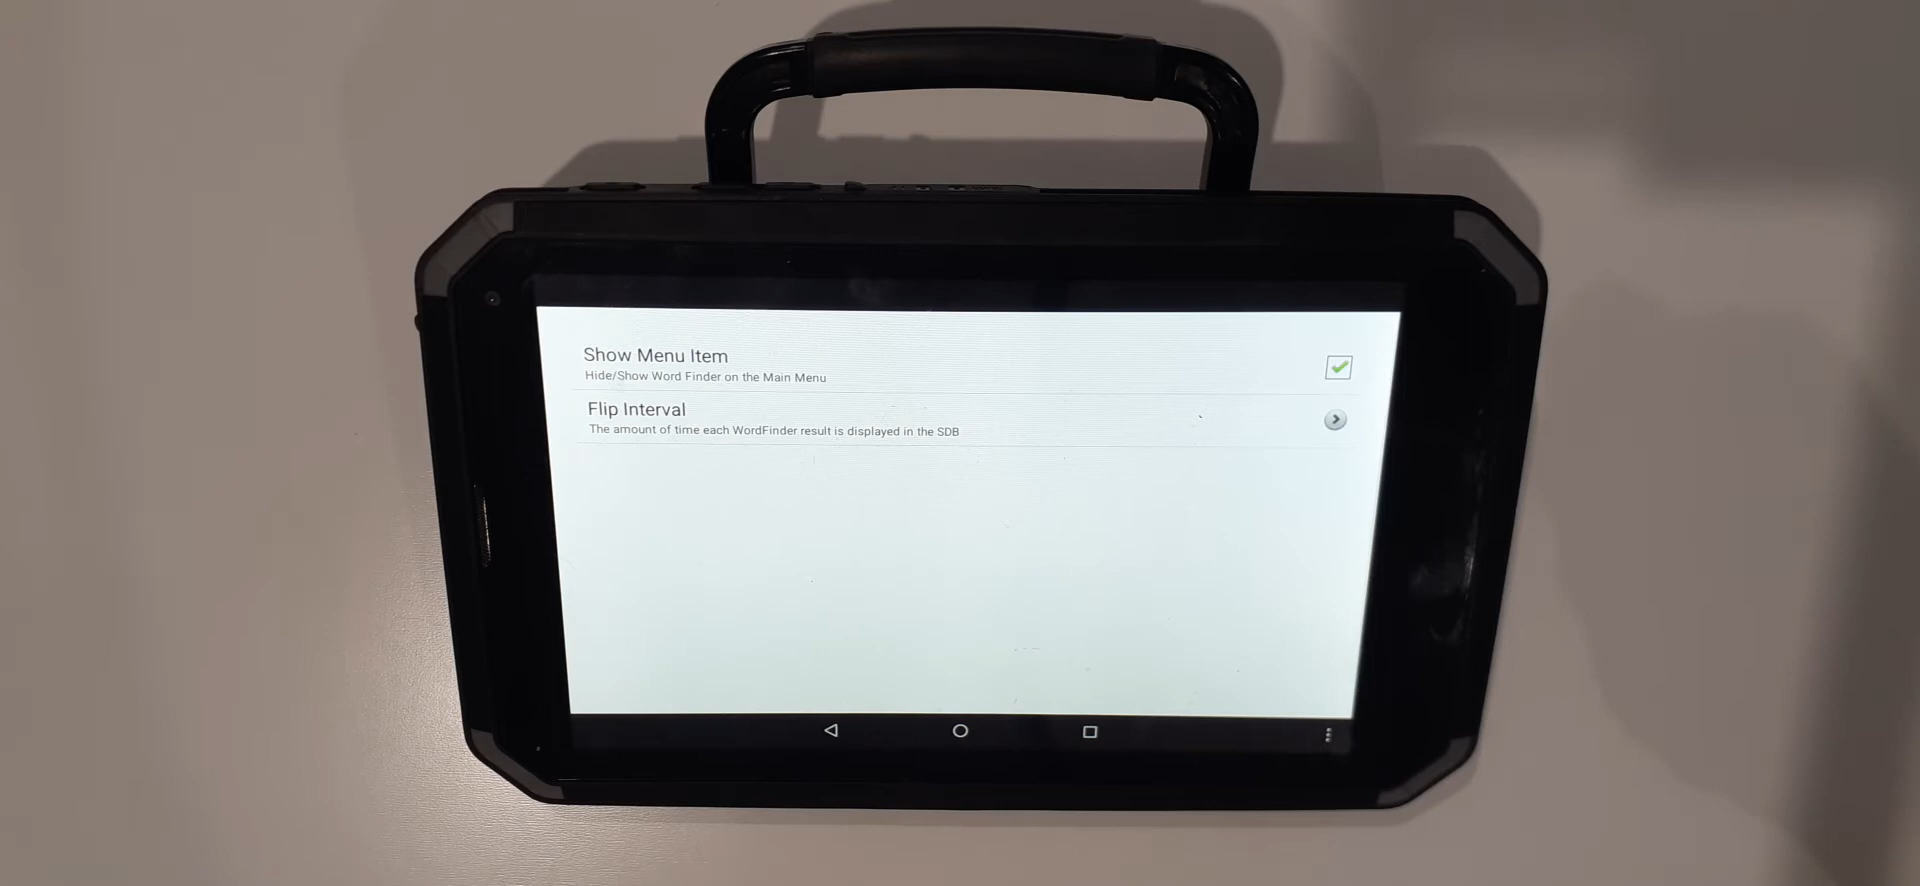 Show Menu Item
Hide/Show Word Finder on the Main Menu
Flip Interval
The amount of time each WordFinder result is displayed in the SDB